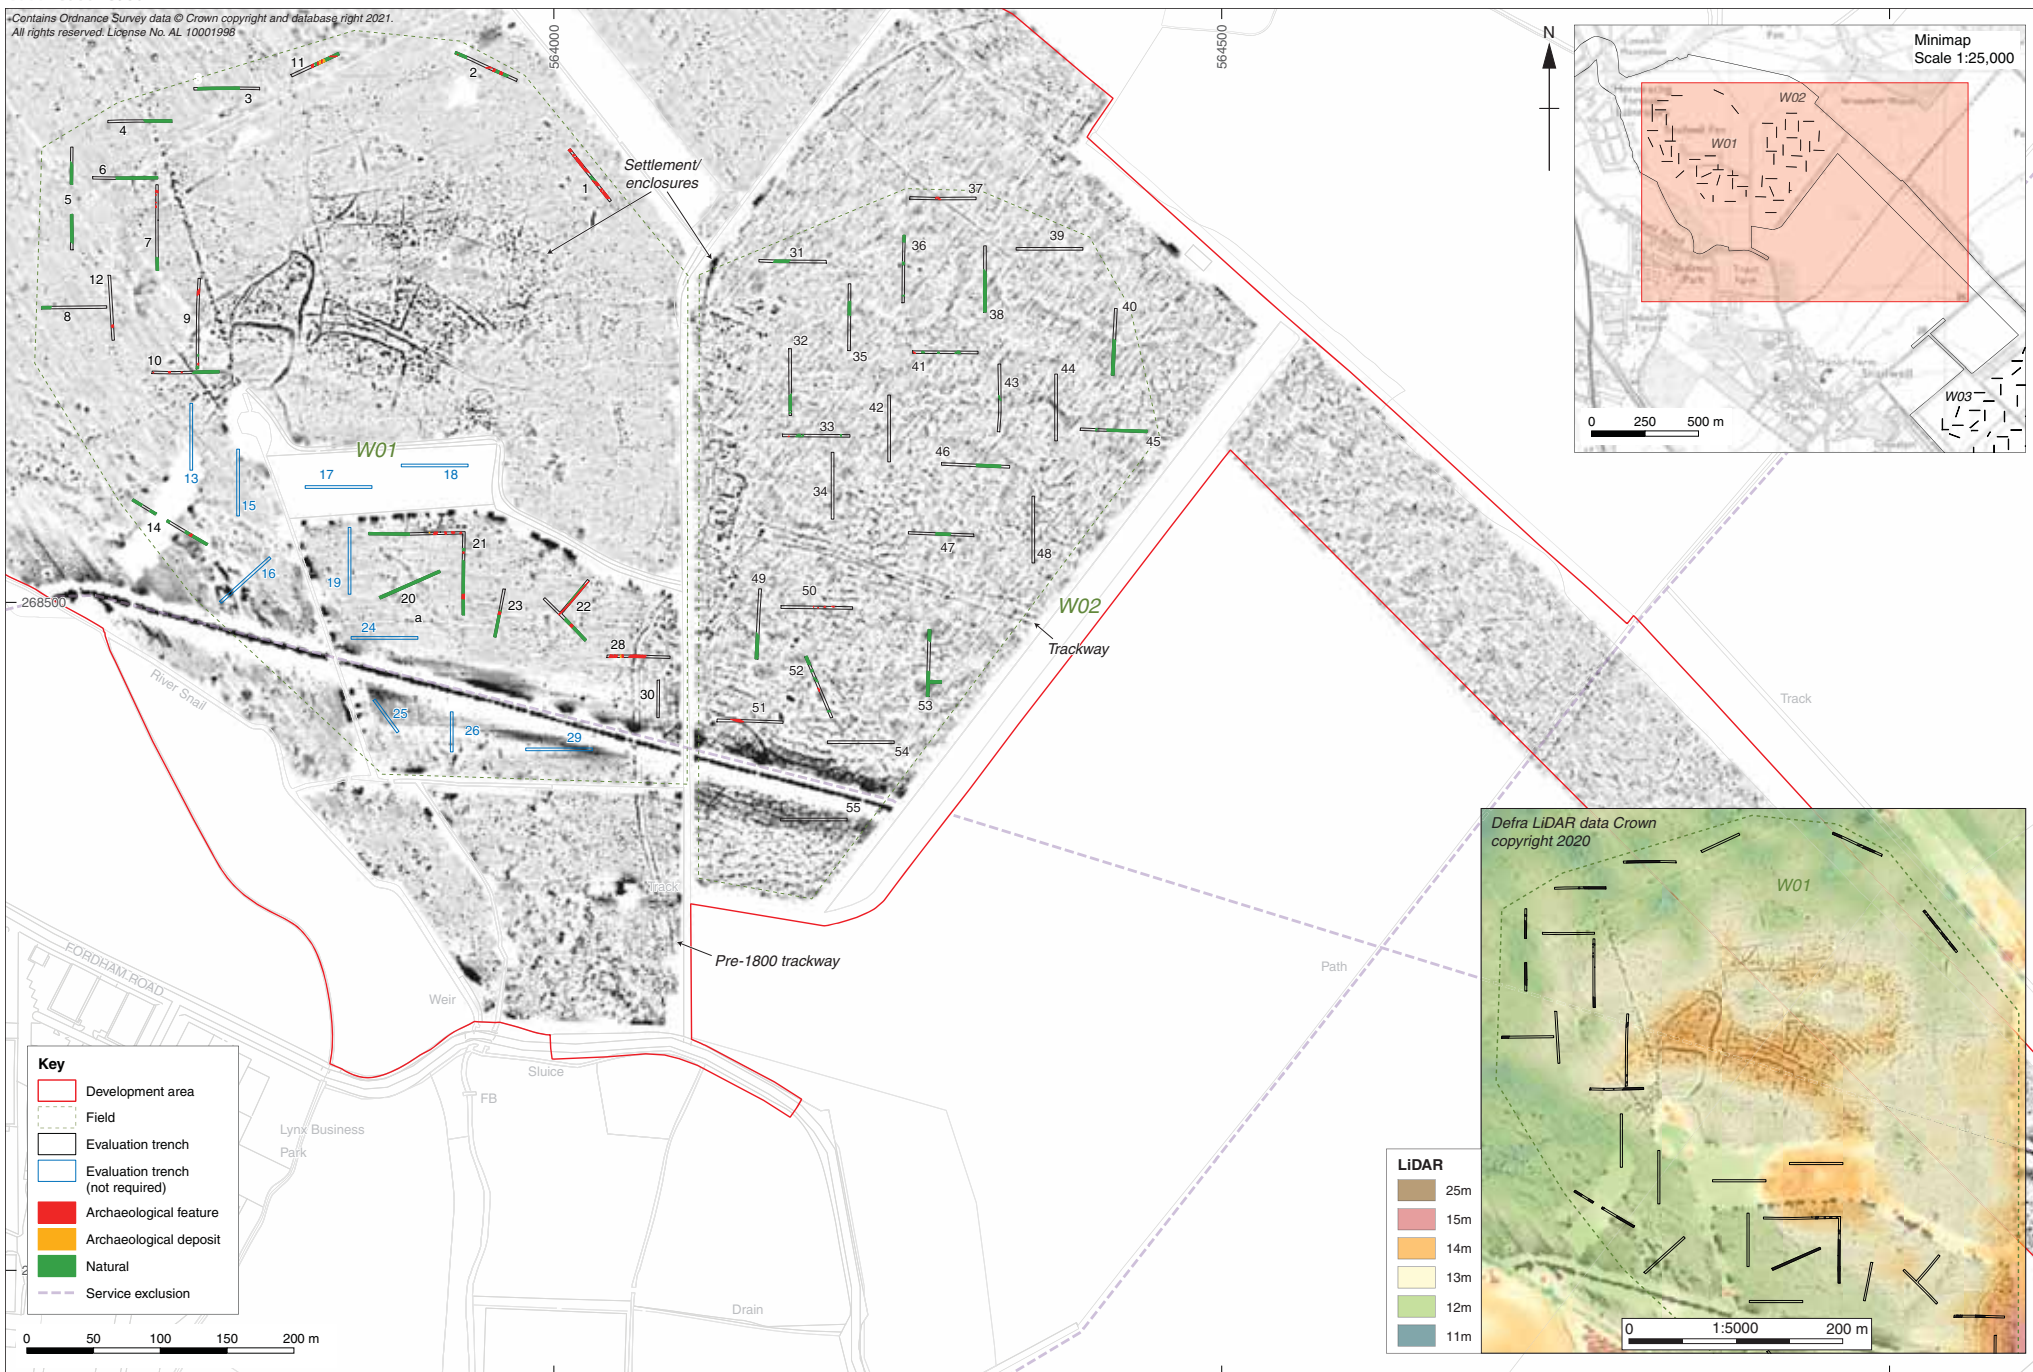 Contains Ordnance Survey data © Crown copyright and database right 2021.
All rights reserved. License No. AL 10001998
564000
564500
N
Minimap
Scale 1:25,000
W02
W01
W03
0 250 500 m
11
2
3
4
5
6
7
1
Settlement/
enclosures
12
8
9
10
37
36
39
31
38
40
35
32
41
43
44
42
33
45
46
34
13
15
W01
17
18
14
16
19
20
a
21
22
23
24
28
30
25
26
29
47
48
49
50
52
53
51
54
55
W02
Trackway
268500
River Snail
Track
Track
Pre-1800 trackway
Path
FORDHAM ROAD
Weir
Sluice
FB
Lynx Business
Park
Drain
Key
Development area
Field
Evaluation trench
Evaluation trench
(not required)
Archaeological feature
Archaeological deposit
Natural
Service exclusion
0 50 100 150 200 m
Defra LiDAR data Crown
copyright 2020
W01
LiDAR
25m
15m
14m
13m
12m
11m
0 1:5000 200 m